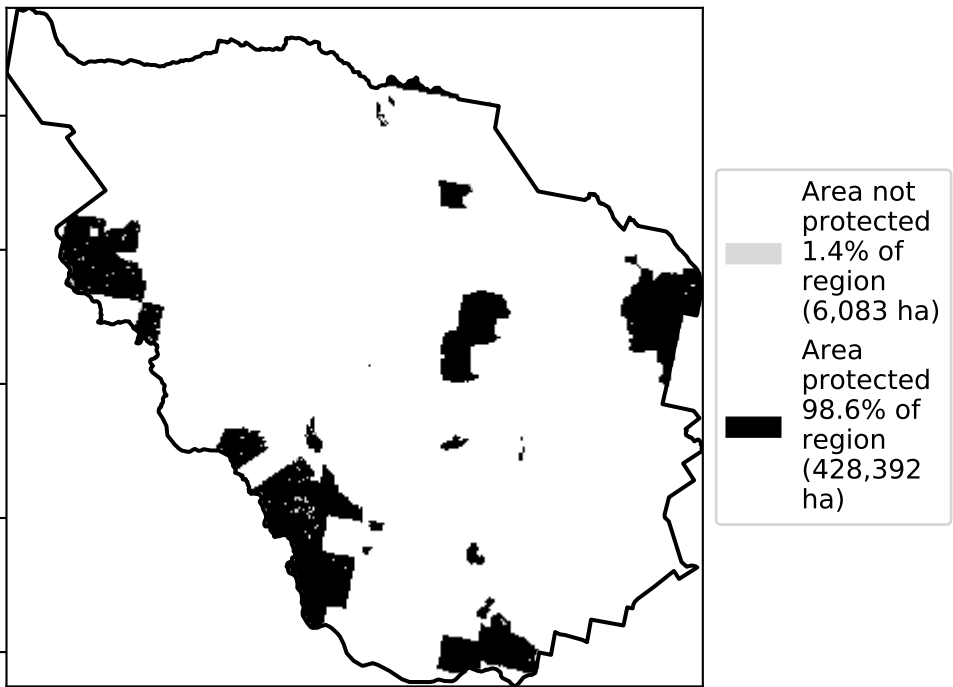 Area not
protected
1.4% of
region
(6,083 ha)
Area
protected
98.6% of
region
(428,392
ha)